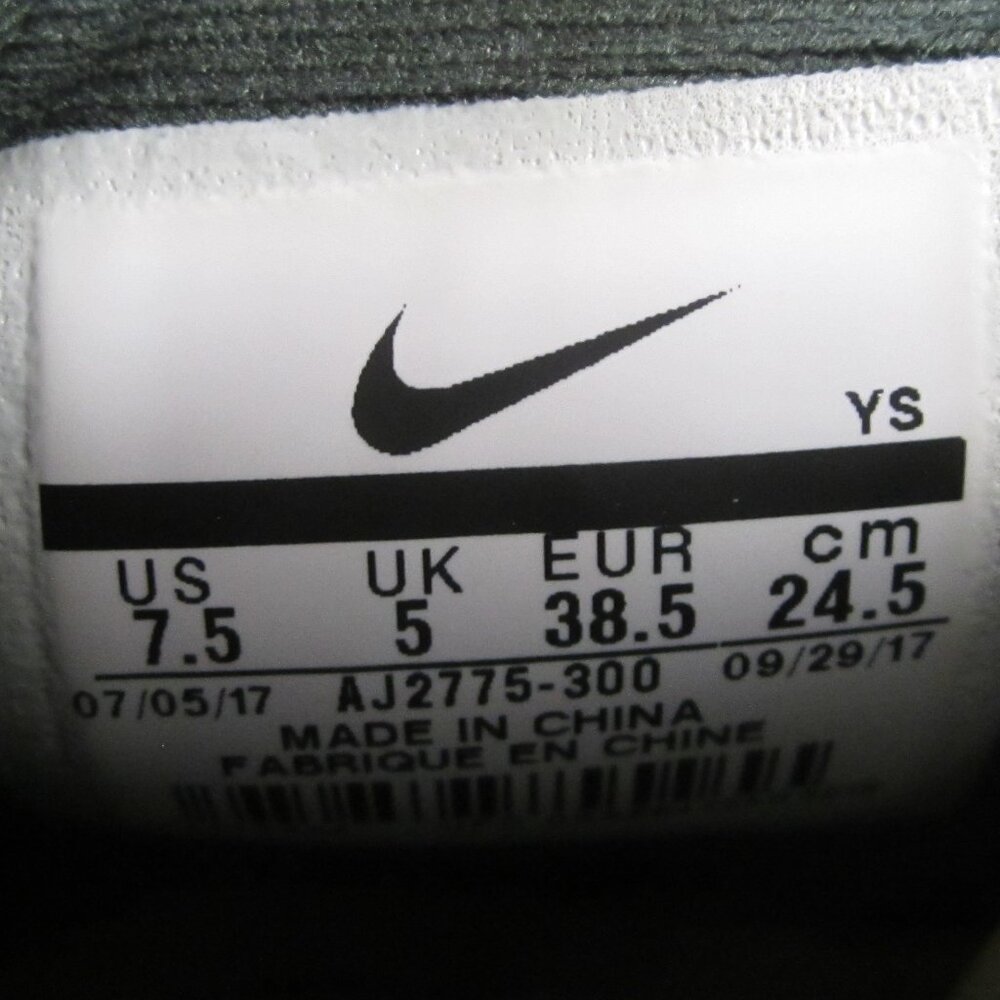 YS
US UK EUR cm
7.5 5 38.5 24.5
07/05/17 AJ2775-300 09/29/17
MADE IN CHINA
FABRIQUE EN CHINE